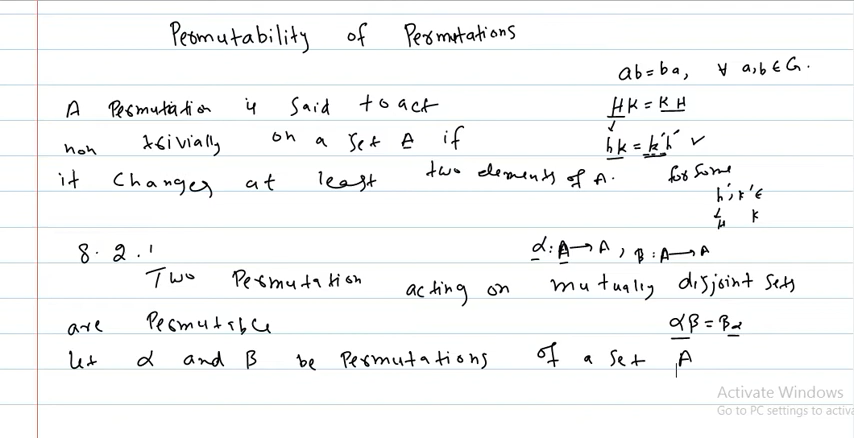 Permutability of Permutations
ab = ba, ∀ a,b ∈ G.
A Permutation is said to act
HK = KH
non trivially on a set A if
hk = k'h' ✓
it changes at least two elements of A.
for some
h', k' ∈
H K
8.2.1
α : A → A, β : A → A
Two Permutation acting on mutually disjoint sets
are Permutable
αβ = βα
Let α and β be Permutations of a set A
Activate Windows
Go to PC settings to activa